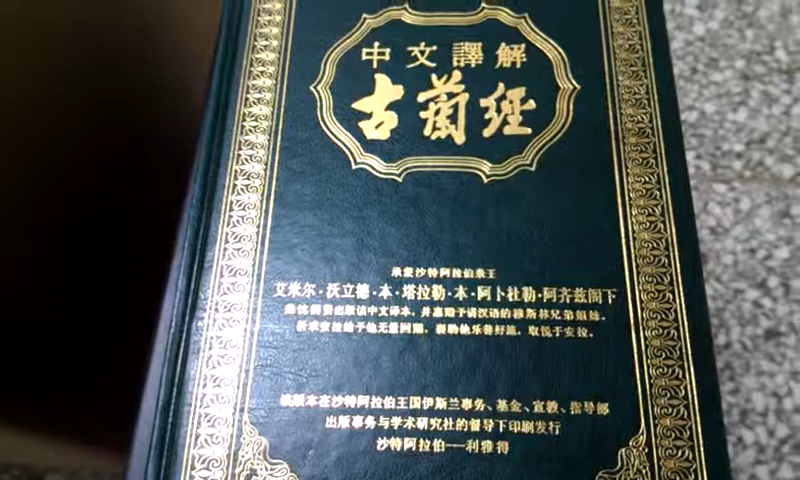 中文譯解
古蘭經
承蒙沙特阿拉伯亲王
艾米尔·沃立德·本·塔拉勒·本·阿卜杜勒·阿齐兹阁下
出版该中文译本，并惠赠于讲汉语的穆斯林兄弟姐妹。
祈求安拉给予他无量回赐，襄助他乐善好施，取悦于安拉。
该版本在沙特阿拉伯王国伊斯兰事务、基金、宣教、指导部
出版事务与学术研究社的督导下印刷发行
沙特阿拉伯——利雅得